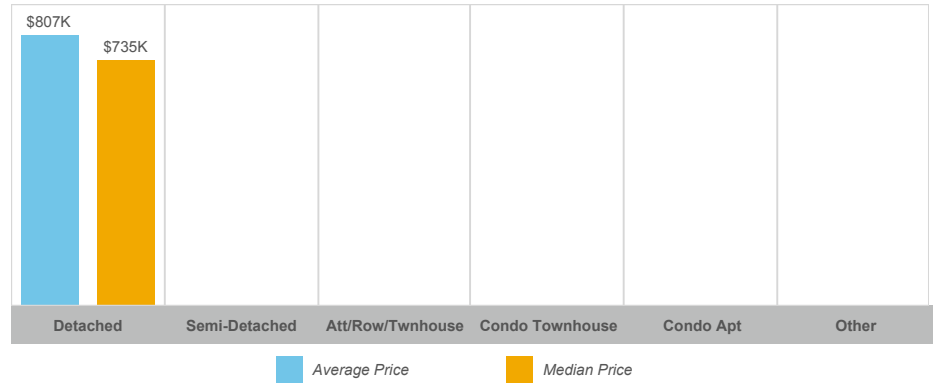 $807K
$735K
Detached Semi-Detached Att/Row/Twnhouse Condo Townhouse Condo Apt Other
Average Price Median Price